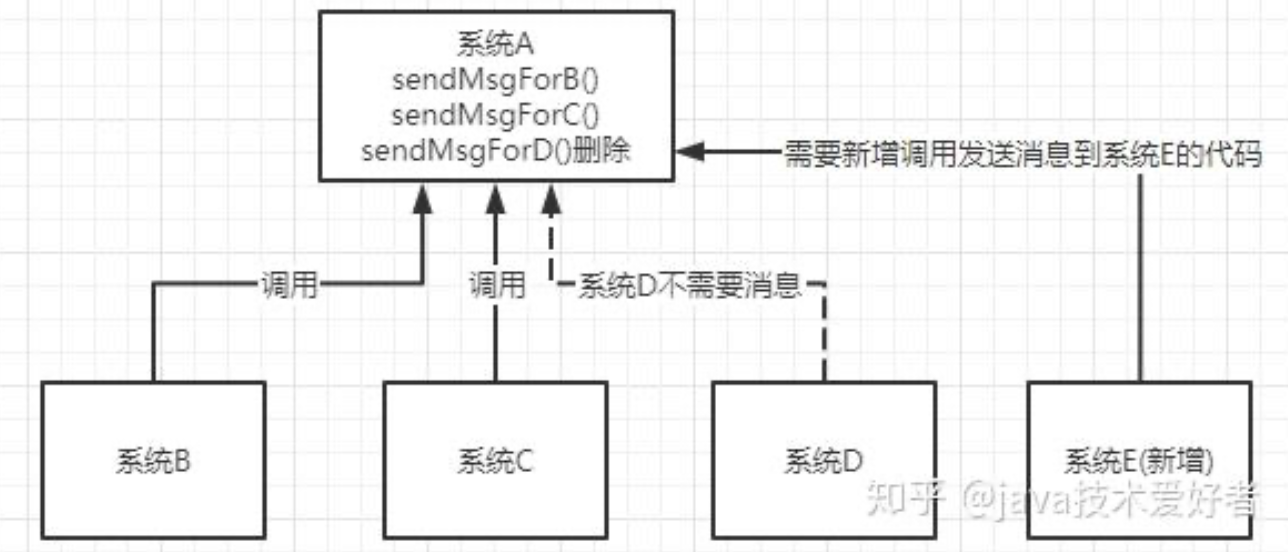 系统A
sendMsgForB()
sendMsgForC()
sendMsgForD()删除
需要新增调用发送消息到系统E的代码
调用
调用
系统D不需要消息
系统B
系统C
系统D
系统E(新增)
知乎 @java技术爱好者